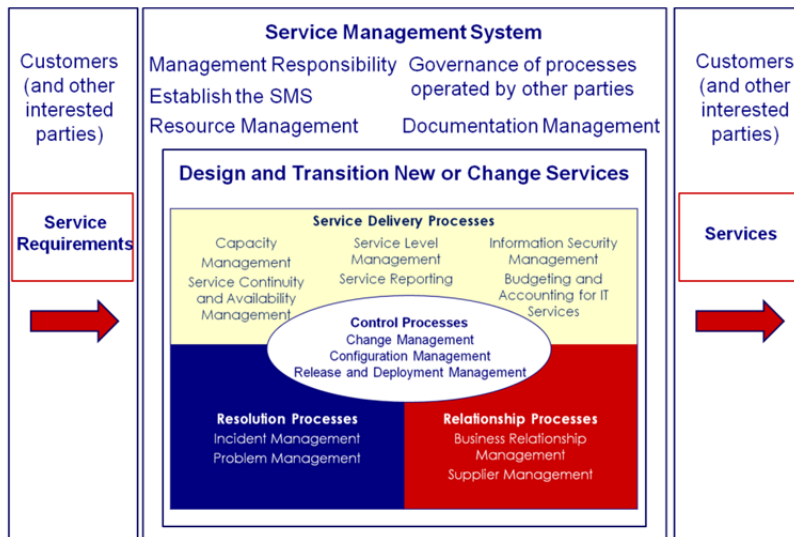 Customers
(and other
interested
parties)
Service
Requirements
Service Management System
Management Responsibility
Establish the SMS
Resource Management
Governance of processes
operated by other parties
Documentation Management
Design and Transition New or Change Services
Service Delivery Processes
Capacity
Management
Service Continuity
and Availability
Management
Service Level
Management
Service Reporting
Information Security
Management
Budgeting and
Accounting for IT
Services
Control Processes
Change Management
Configuration Management
Release and Deployment Management
Resolution Processes
Incident Management
Problem Management
Relationship Processes
Business Relationship
Management
Supplier Management
Customers
(and other
interested
parties)
Services